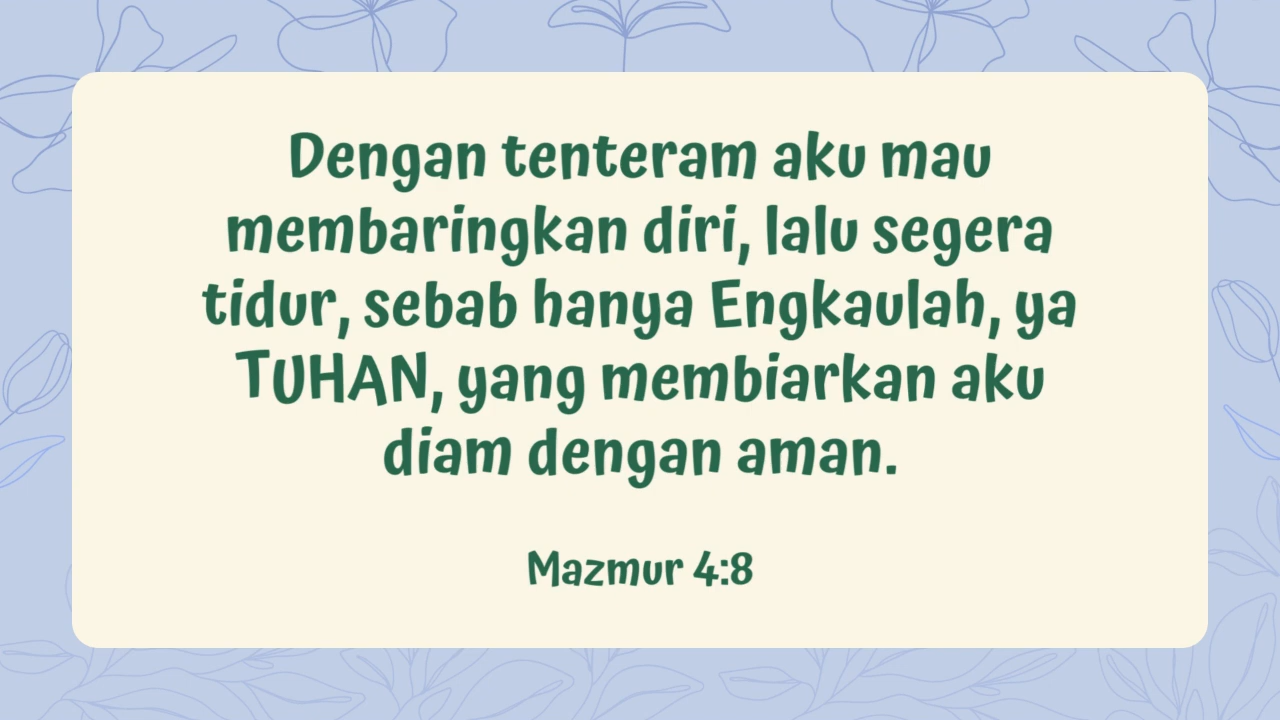 Dengan tenteram aku mau
membaringkan diri, lalu segera
tidur, sebab hanya Engkaulah, ya
TUHAN, yang membiarkan aku
diam dengan aman.
Mazmur 4:8